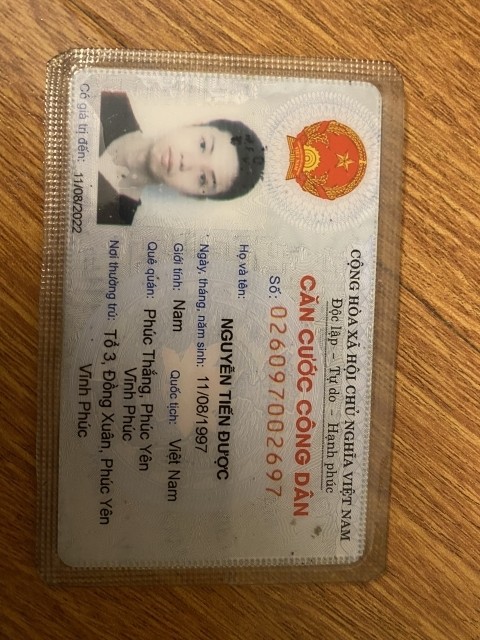 CỘNG HÒA XÃ HỘI CHỦ NGHĨA VIỆT NAM
Độc lập - Tự do - Hạnh phúc
CĂN CƯỚC CÔNG DÂN
Số: 026097002697
Họ và tên:
NGUYỄN TIẾN ĐƯỢC
Ngày, tháng, năm sinh: 11/08/1997
Giới tính: Nam Quốc tịch: Việt Nam
Quê quán: Phúc Thắng, Phúc Yên
Vĩnh Phúc
Nơi thường trú: Tổ 3, Đồng Xuân, Phúc Yên
Vĩnh Phúc
Có giá trị đến: 11/08/2022